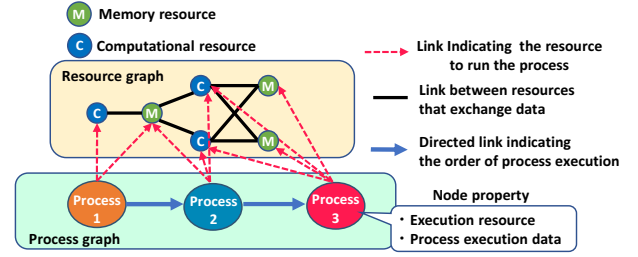 M Memory resource
C Computational resource
Resource graph
C M C C M M
Link Indicating the resource
to run the process
Link between resources
that exchange data
Directed link indicating
the order of process execution
Process
1
Process
2
Process
3
Process graph
Node property
・Execution resource
・Process execution data